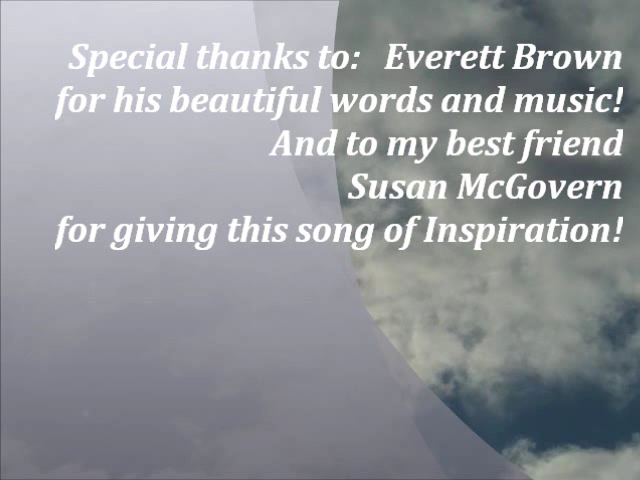 Special thanks to: Everett Brown
for his beautiful words and music!
And to my best friend
Susan McGovern
for giving this song of Inspiration!